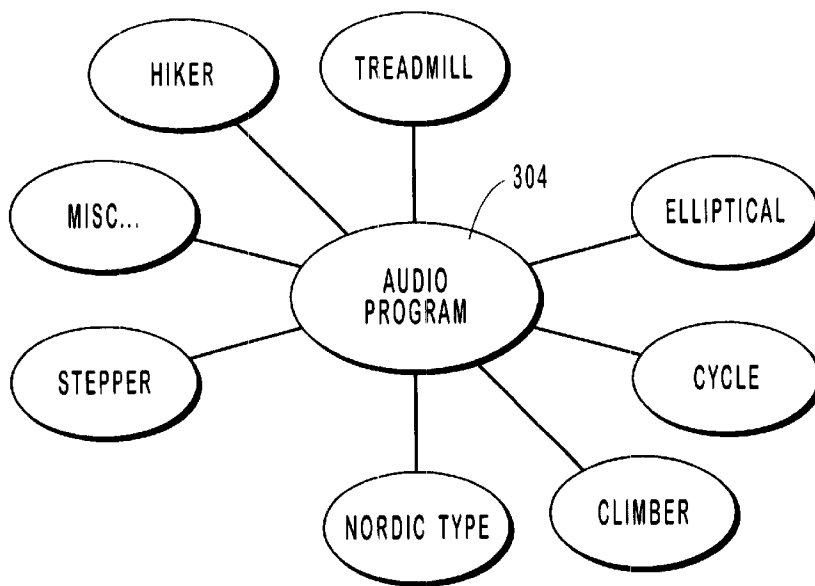 HIKER
TREADMILL
304
MISC...
ELLIPTICAL
AUDIO
PROGRAM
STEPPER
CYCLE
NORDIC TYPE
CLIMBER